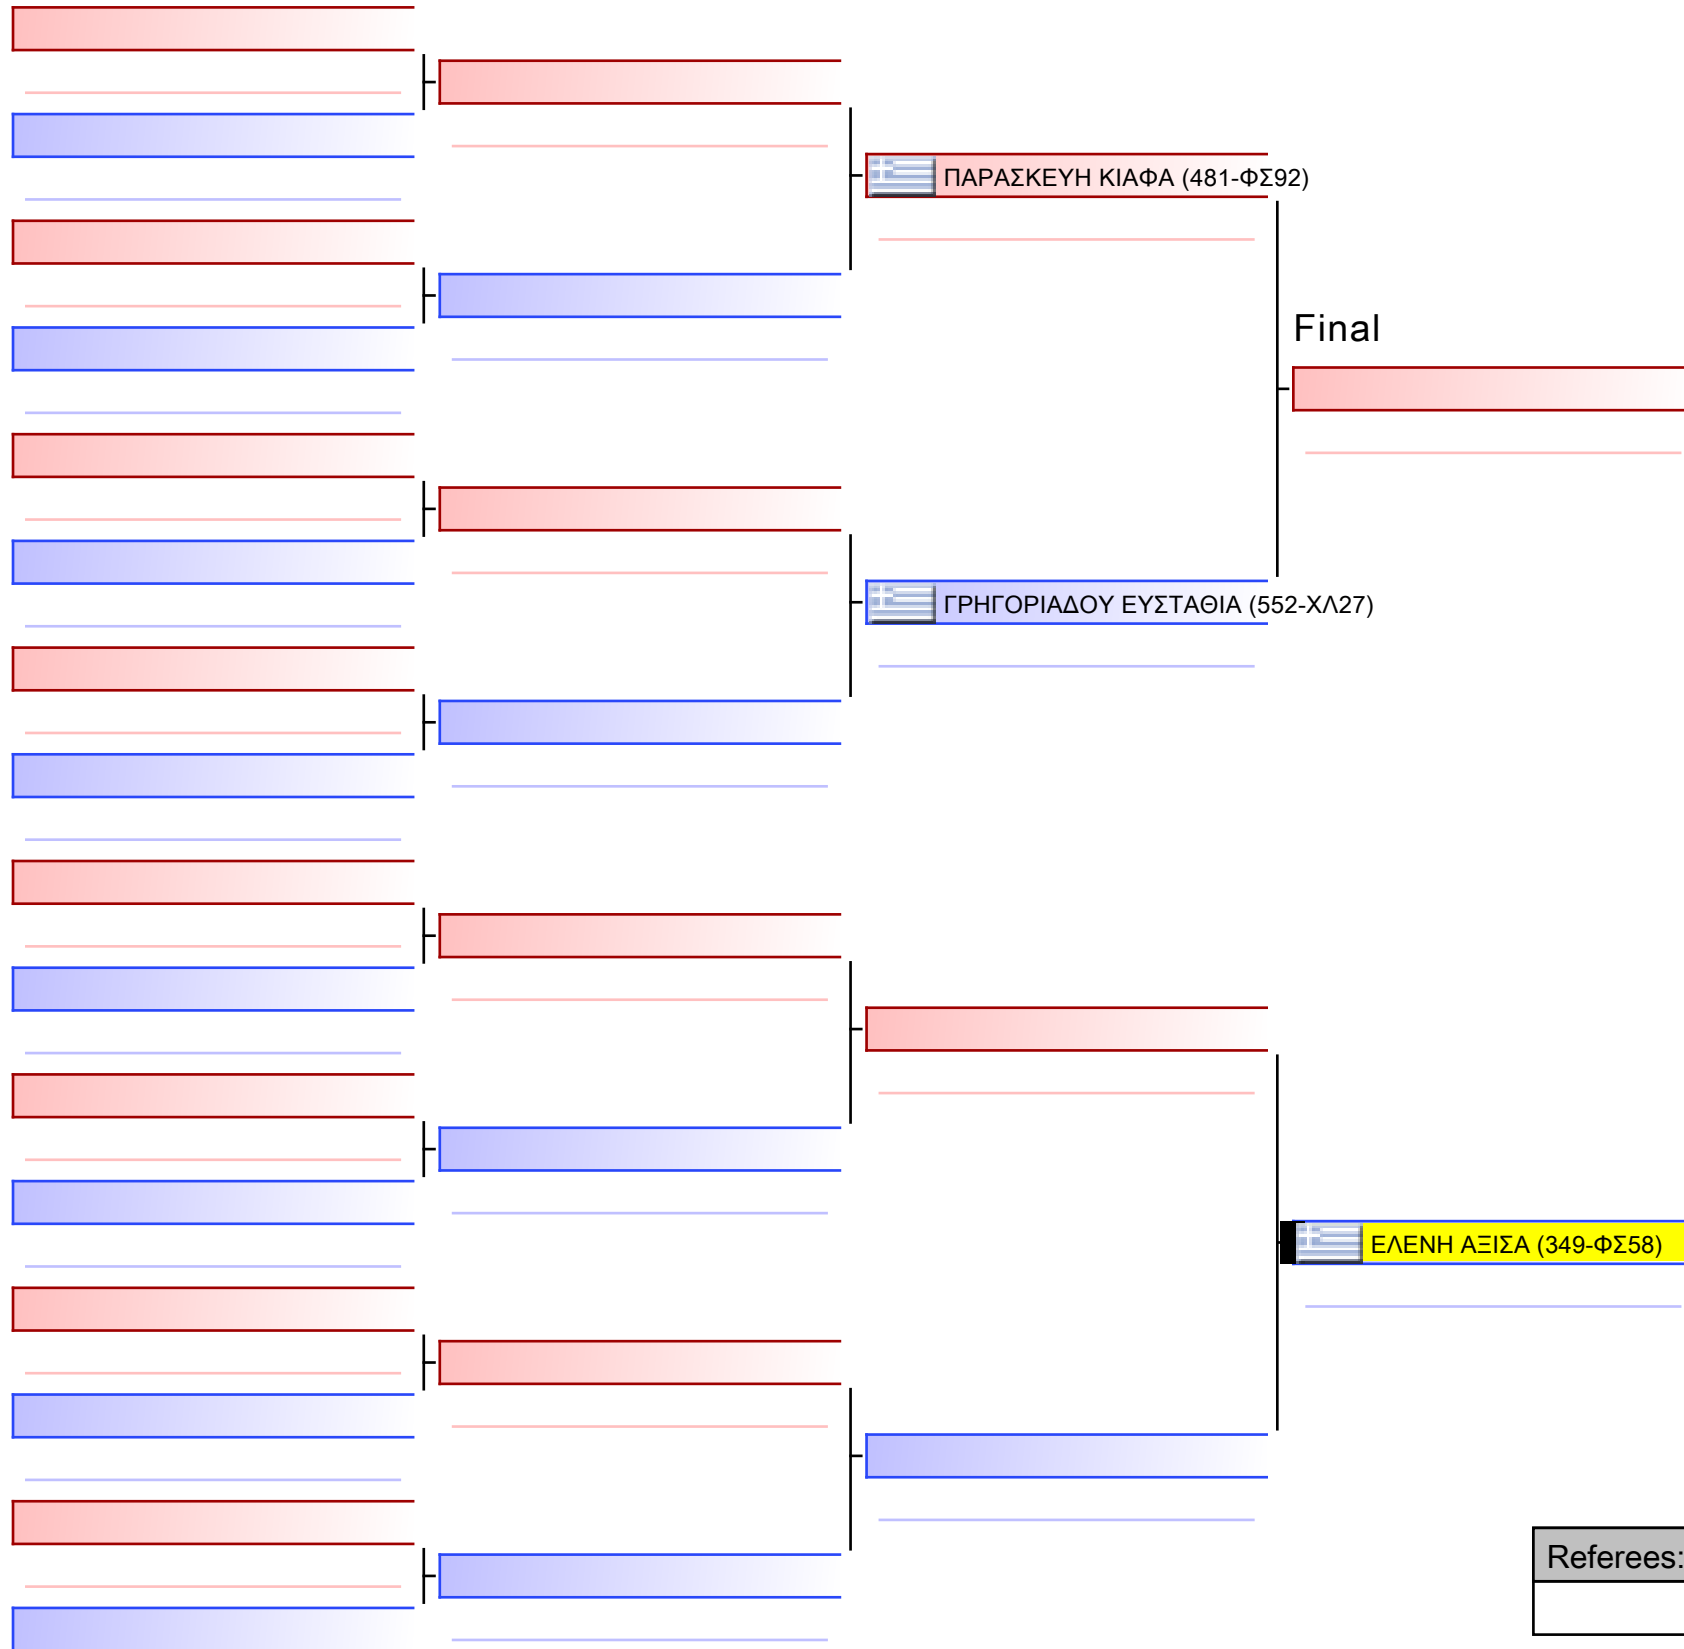 ΠΑΡΑΣΚΕΥΗ ΚΙΑΦΑ (481-ΦΣ92)
Final
ΓΡΗΓΟΡΙΑΔΟΥ ΕΥΣΤΑΘΙΑ (552-ΧΛ27)
ΕΛΕΝΗ ΑΞΙΣΑ (349-ΦΣ58)
Referees: